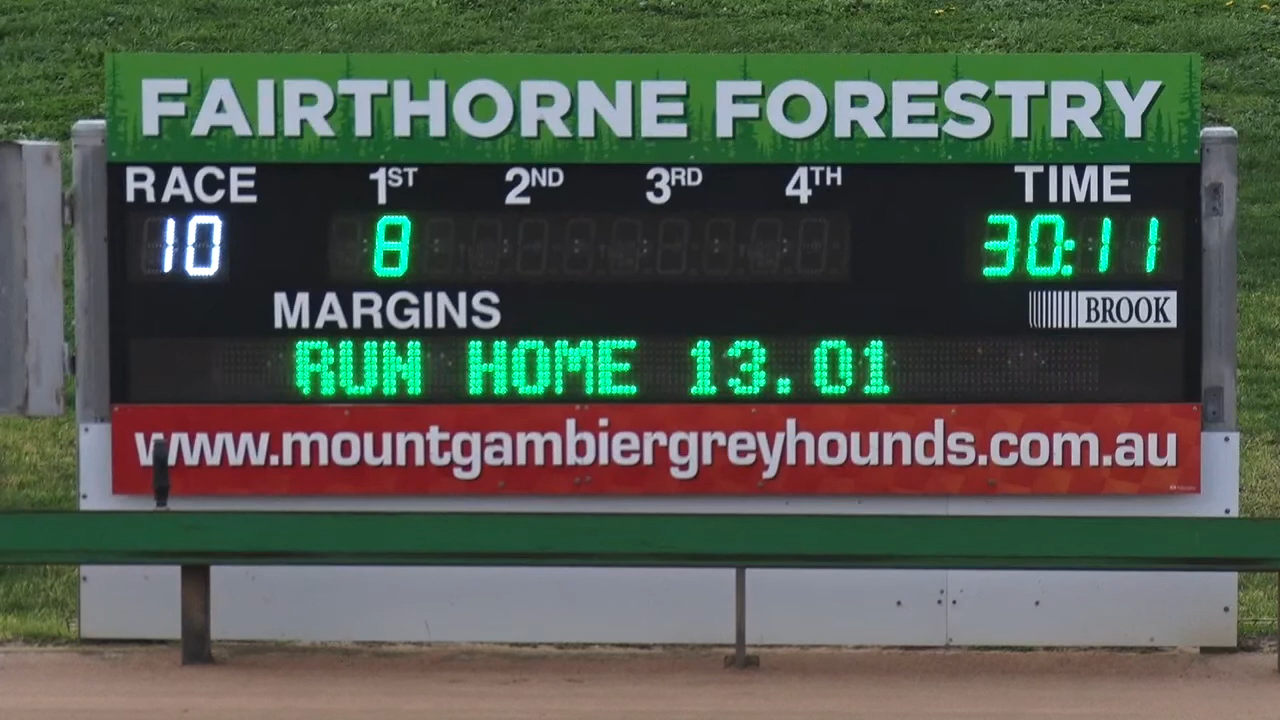 FAIRTHORNE FORESTRY
RACE 1ST 2ND 3RD 4TH TIME
10 8 30:11
MARGINS BROOK
RUN HOME 13.01
www.mountgambiergreyhounds.com.au